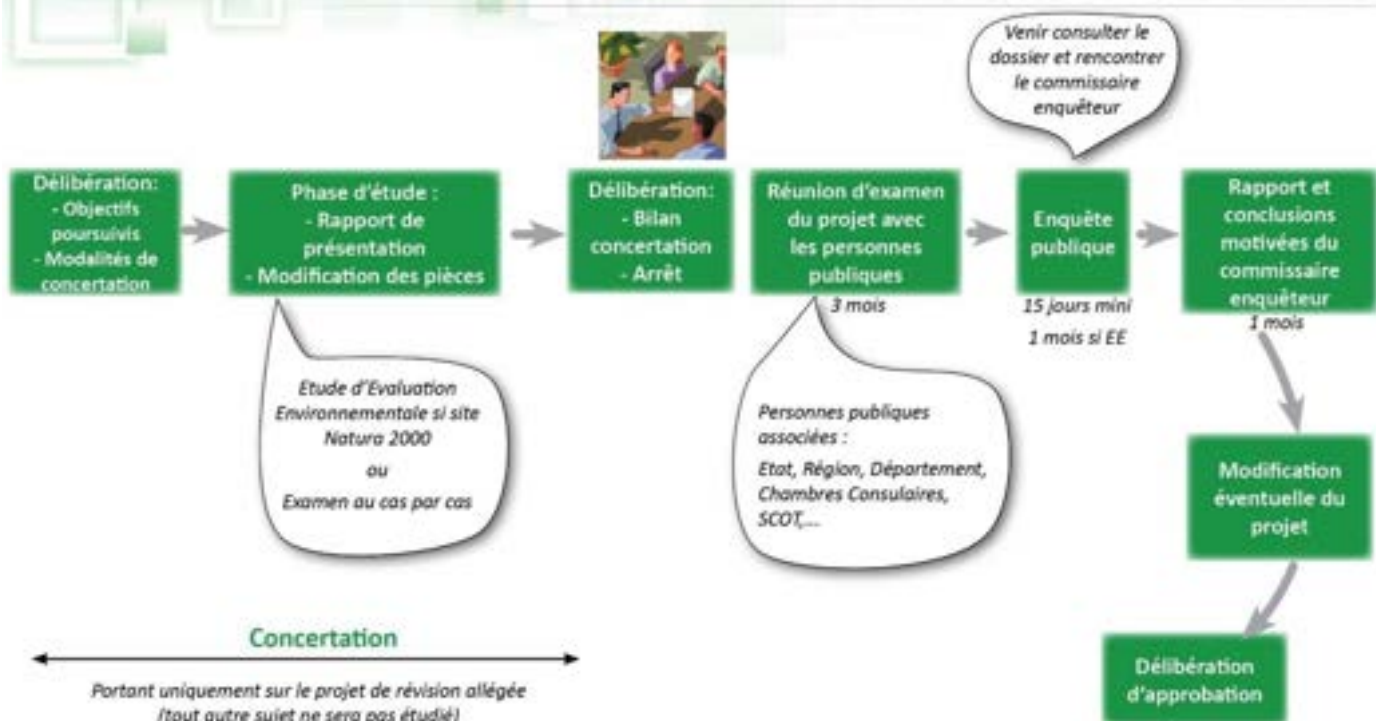 Venir consulter le
dossier et rencontrer
le commissaire
enquêteur
Délibération:
- Objectifs
poursuivis
- Modalités de
concertation
Phase d'étude :
- Rapport de
présentation
- Modification des pièces
Délibération:
- Bilan
concertation
- Arrêt
Réunion d'examen
du projet avec
les personnes
publiques
3 mois
Enquête
publique
15 jours mini
1 mois si EE
Rapport et
conclusions
motivées du
commissaire
enquêteur
1 mois
Etude d'Evaluation
Environnementale si site
Natura 2000
ou
Examen au cas par cas
Personnes publiques
associées :
Etat, Région, Département,
Chambres Consulaires,
SCOT,...
Modification
éventuelle du
projet
Délibération
d'approbation
Concertation
Portant uniquement sur le projet de révision allégée
(tout autre sujet ne sera pas étudié)